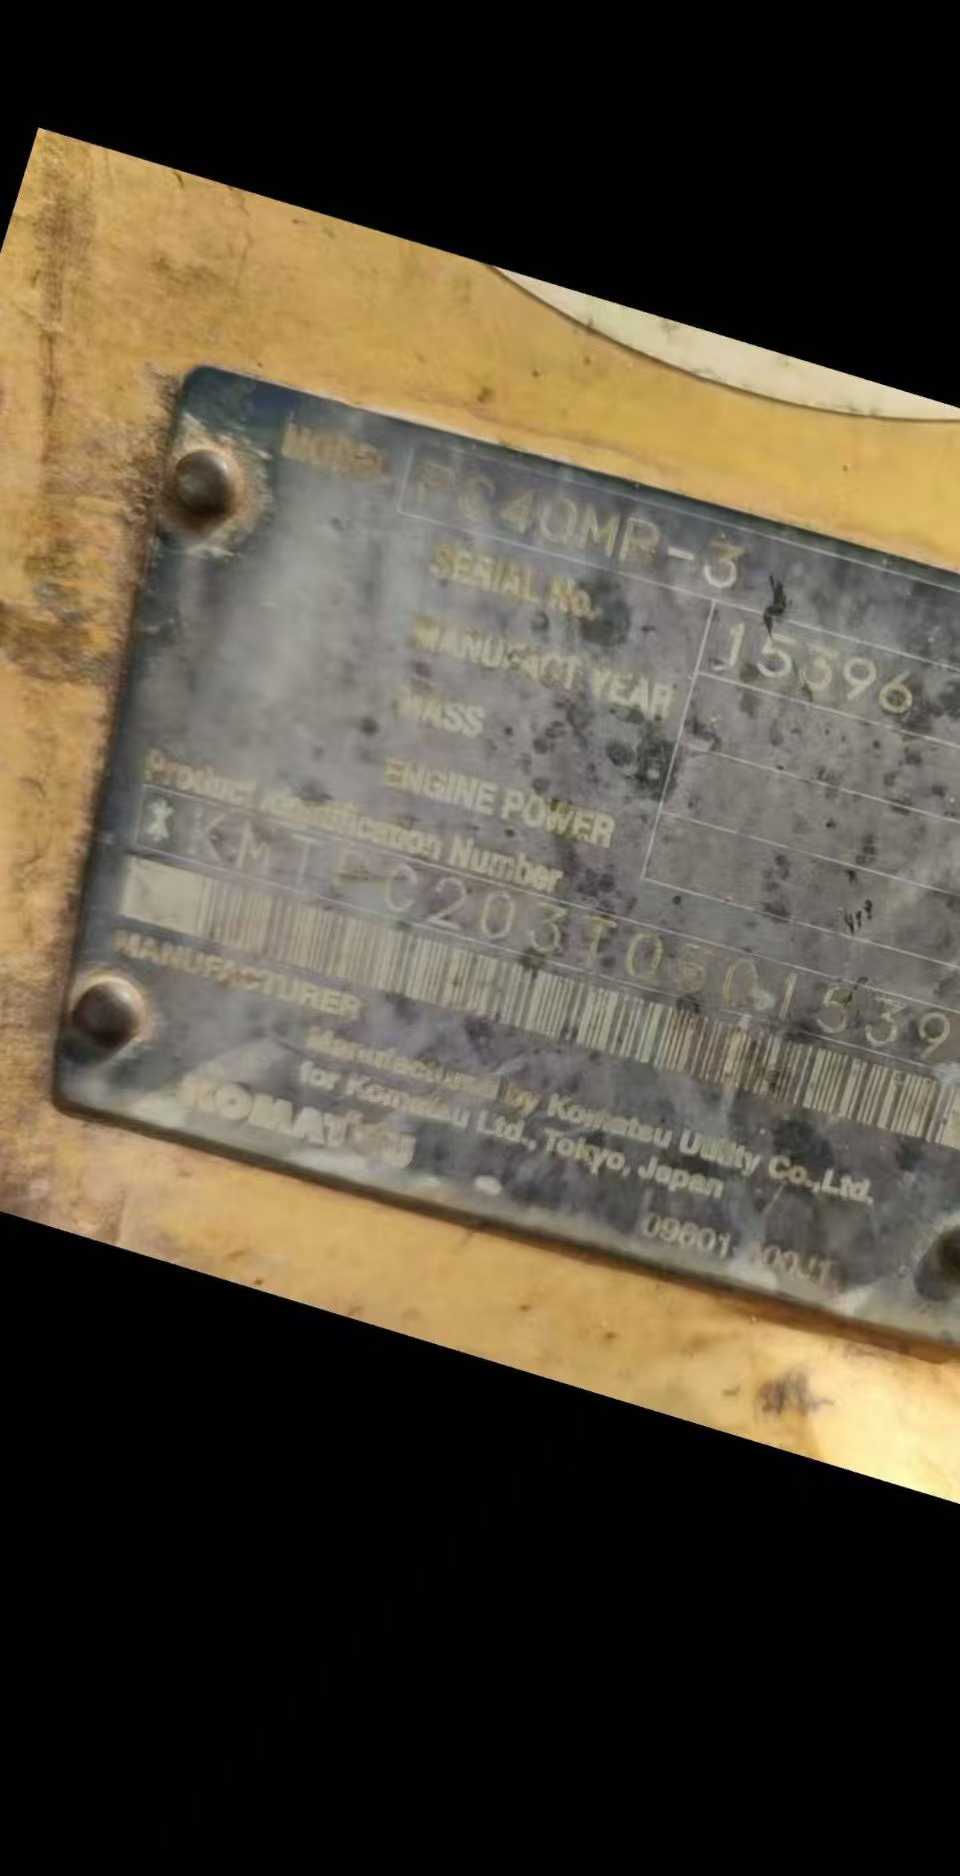 MODEL PC40MR-3
SERIAL No. 15396
MANUFACT YEAR
MASS
ENGINE POWER
Product Identification Number
MANUFACTURER
Manufactured by Komatsu Utility Co.,Ltd.
for Komatsu Ltd., Tokyo, Japan
KOMATSU